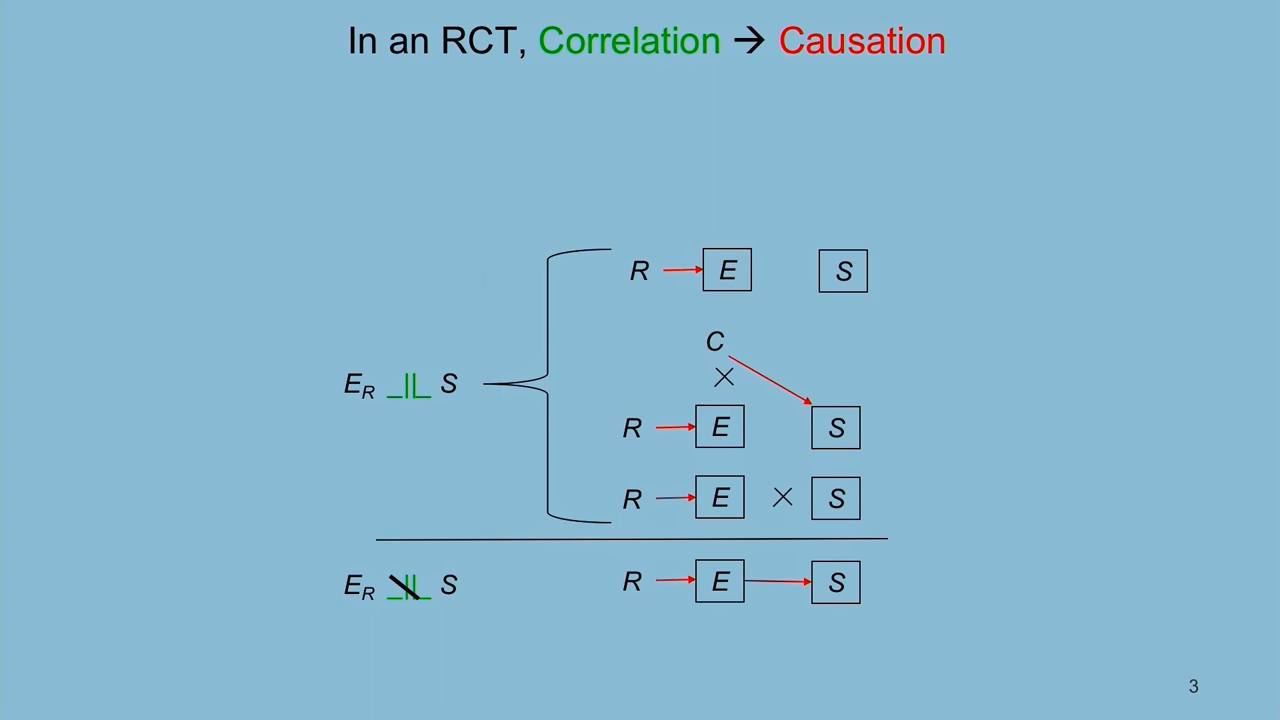 In an RCT, Correlation → Causation
R → E S
C
E_R _||_ S
R → E S
R → E × S
E_R _||_ S R → E → S
3